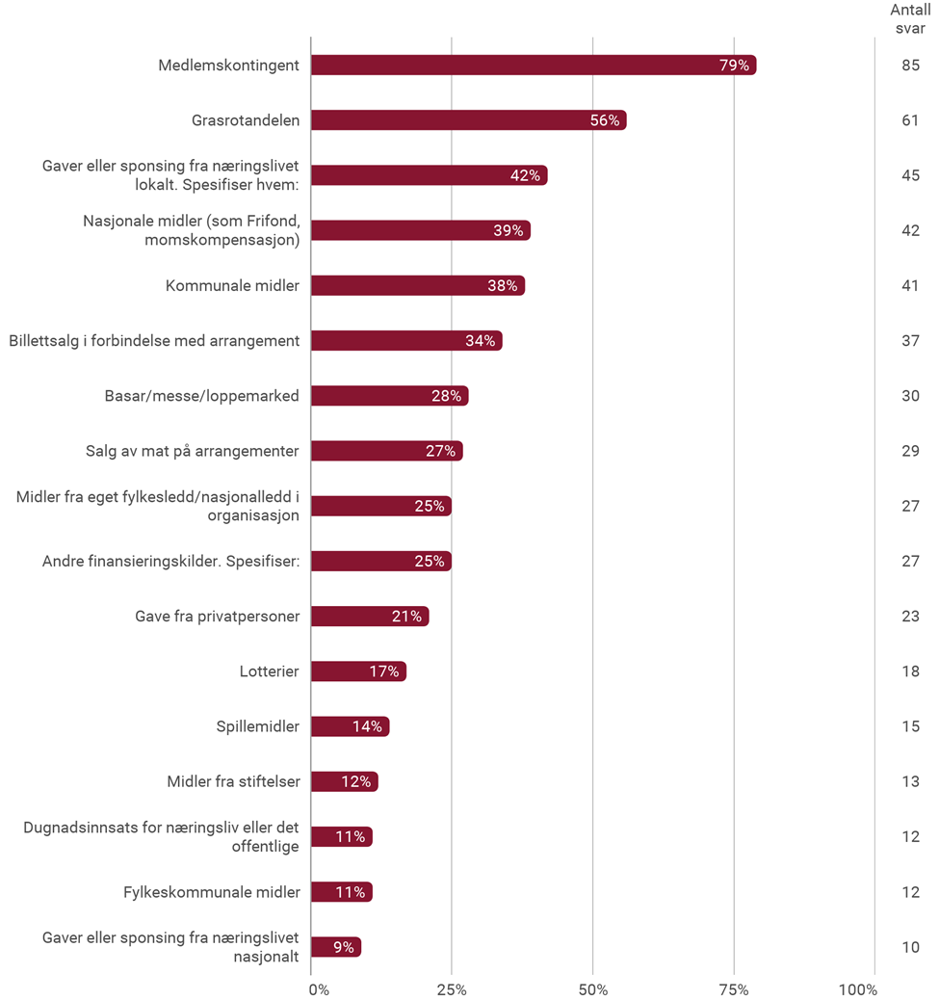 Antall
svar
Medlemskontingent 79% 85
Grasrotandelen 56% 61
Gaver eller sponsing fra næringslivet
lokalt. Spesifiser hvem: 42% 45
Nasjonale midler (som Frifond,
momskompensasjon) 39% 42
Kommunale midler 38% 41
Billettsalg i forbindelse med arrangement 34% 37
Basar/messe/loppemarked 28% 30
Salg av mat på arrangementer 27% 29
Midler fra eget fylkesledd/nasjonalledd i
organisasjon 25% 27
Andre finansieringskilder. Spesifiser: 25% 27
Gave fra privatpersoner 21% 23
Lotterier 17% 18
Spillemidler 14% 15
Midler fra stiftelser 12% 13
Dugnadsinnsats for næringsliv eller det
offentlige 11% 12
Fylkeskommunale midler 11% 12
Gaver eller sponsing fra næringslivet
nasjonalt 9% 10
0% 25% 50% 75% 100%